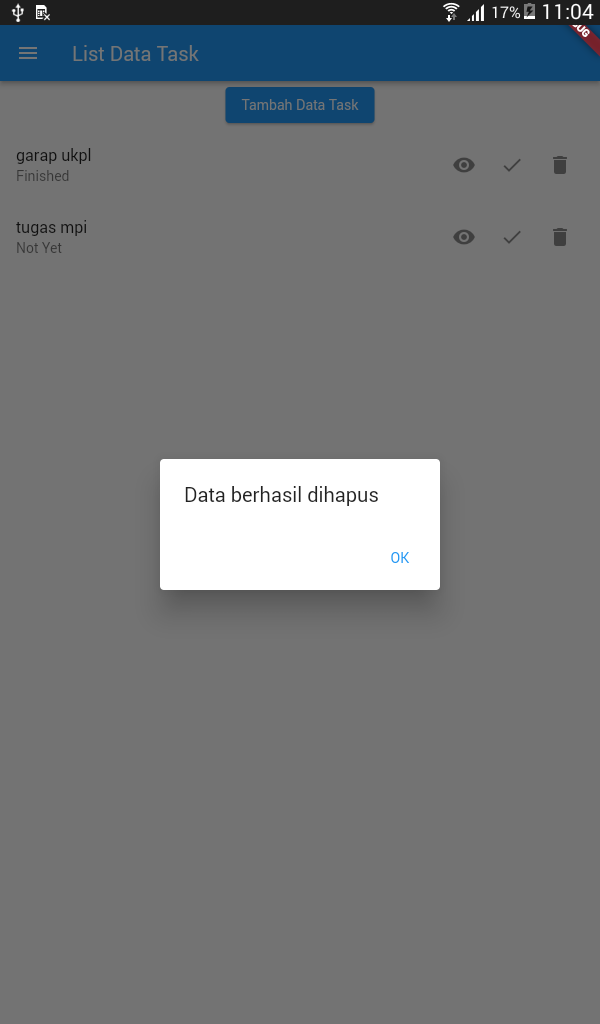 17% 11:04
List Data Task
Tambah Data Task
garap ukpl
Finished
tugas mpi
Not Yet
Data berhasil dihapus
OK